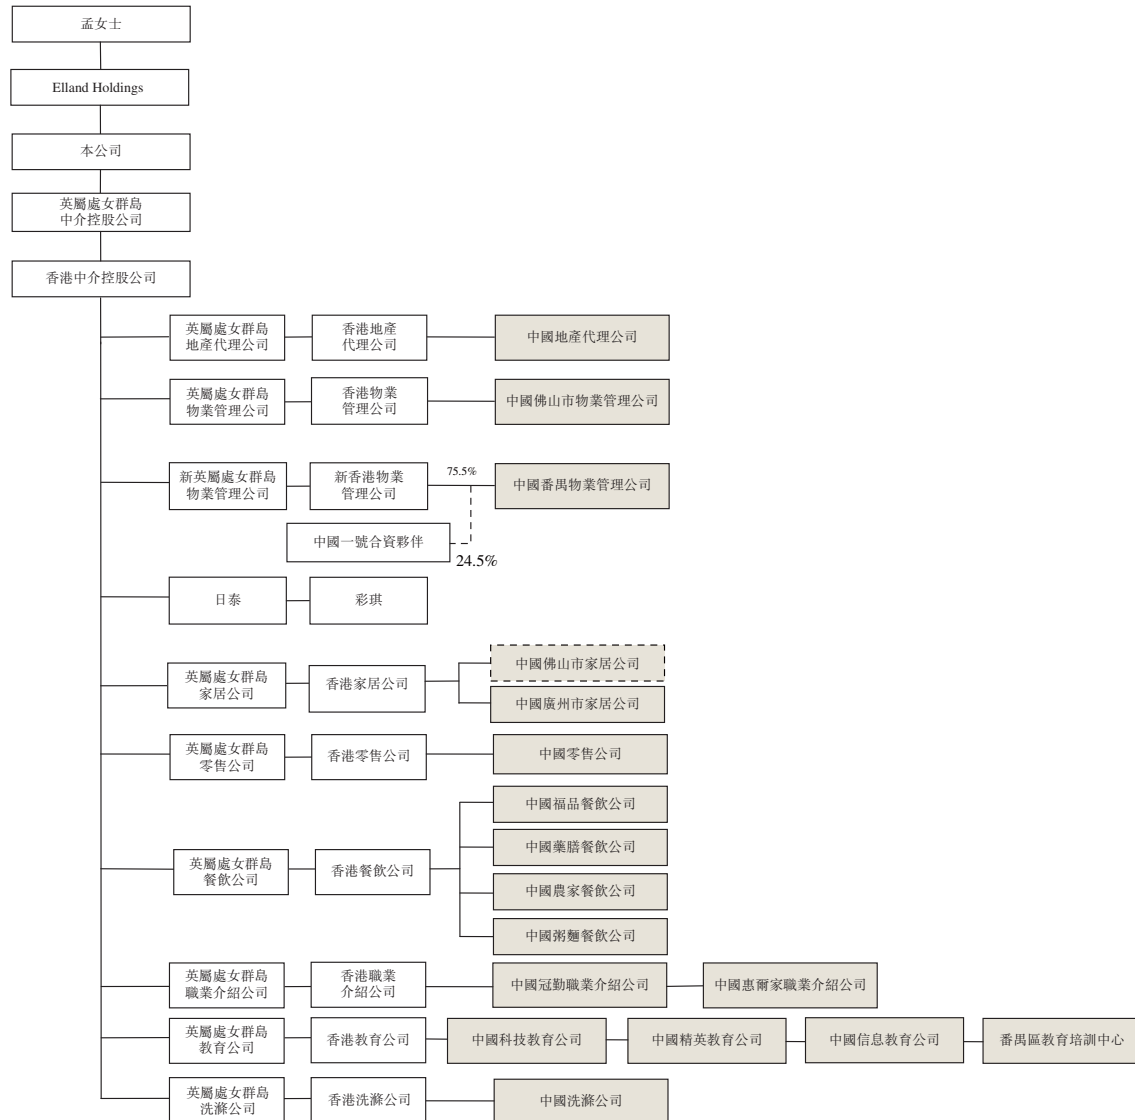 孟女士
Elland Holdings
本公司
英屬處女群島
中介控股公司
香港中介控股公司
英屬處女群島
地產代理公司
香港地產
代理公司
中國地產代理公司
英屬處女群島
物業管理公司
香港物業
管理公司
中國佛山市物業管理公司
新英屬處女群島
物業管理公司
新香港物業
管理公司
75.5%
中國番禺物業管理公司
中國一號合資夥伴
24.5%
日泰
彩琪
英屬處女群島
家居公司
香港家居公司
中國佛山市家居公司
中國廣州市家居公司
英屬處女群島
零售公司
香港零售公司
中國零售公司
英屬處女群島
餐飲公司
香港餐飲公司
中國福品餐飲公司
中國藥膳餐飲公司
中國農家餐飲公司
中國粥麵餐飲公司
英屬處女群島
職業介紹公司
香港職業
介紹公司
中國冠勤職業介紹公司
中國惠爾家職業介紹公司
英屬處女群島
教育公司
香港教育公司
中國科技教育公司
中國精英教育公司
中國信息教育公司
番禺區教育培訓中心
英屬處女群島
洗滌公司
香港洗滌公司
中國洗滌公司